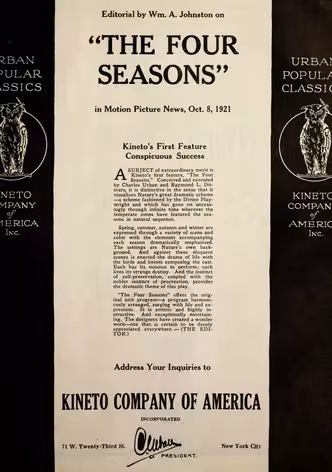 Editorial by Wm. A. Johnston on
"THE FOUR
SEASONS"
in Motion Picture News, Oct. 8, 1921
Kineto's First Feature
Conspicuous Success
A SUBJECT of extraordinary merit is
Kineto's first feature, "The Four
Seasons." Conceived and executed
by Charles Urban and Raymond L. Dit-
mars, it is distinctive in the sense that it
visualizes Nature's great dramatic scheme
—a scheme fashioned by the Divine Play-
wright and which has gone on unceas-
ingly through infinite time wherever the
temperate zones have featured the sea-
sons in natural sequence.
Spring, summer, autumn and winter are
expressed through a variety of scene and
color with the elements accompanying
each season dramatically emphasized.
The settings are Nature's own back-
ground. And against these eloquent
scenes is enacted the drama of life with
the birds and beasts composing the cast.
Each has its mission to perform; each
lives its strange destiny. And the instinct
of self-preservation, coupled with the
nobler instinct of procreation, provides
the dramatic theme of this play.
"The Four Seasons" offers the orig-
inal unit program—a program harmoni-
ously arranged, surging with life and ex-
pression. It is artistic and highly in-
structive. And exceptionally entertain-
ing. The designers have created a wonder
work—one that is certain to be deeply
appreciated everywhere.—(THE EDI-
TOR.)
Address Your Inquiries to
KINETO COMPANY OF AMERICA
INCORPORATED
71 W. Twenty-Third St.
New York City
PRESIDENT.
URBAN
POPULAR
CLASSICS
KINETO
COMPANY
of
AMERICA
INC.
URBAN
POPULAR
CLASSICS
KINETO
COMPANY
of
AMERICA
INC.